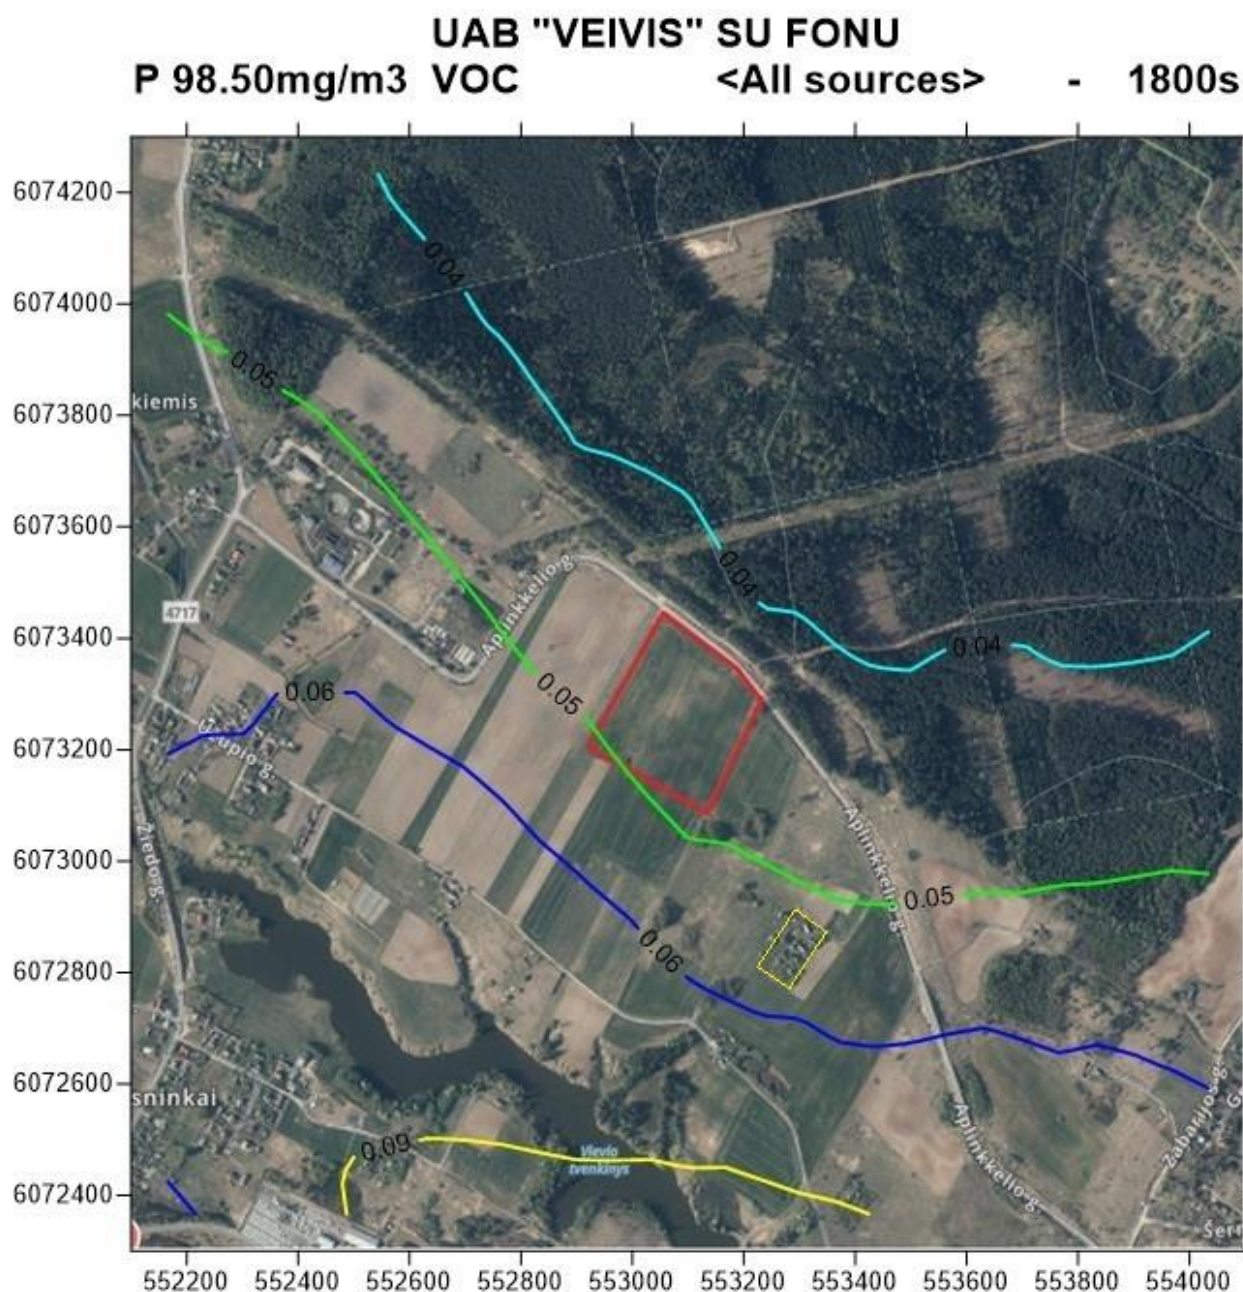 UAB "VEIVIS" SU FONU
P 98.50mg/m3 VOC <All sources> - 1800s
6074200
0.04
6074000
0.05
6073800
kiemis
6073600
0.04
Aplinkkelio g.
4717
6073400
0.04
0.05
0.06
6073200
Užupio g.
Aplinkkelio g.
Žiedo g.
6073000
0.05
0.06
6072800
6072600
sninkai
Aplinkkelio g.
Žabarijos g.
G
0.09
Vievio
tvenkinys
6072400
552200 552400 552600 552800 553000 553200 553400 553600 553800 554000